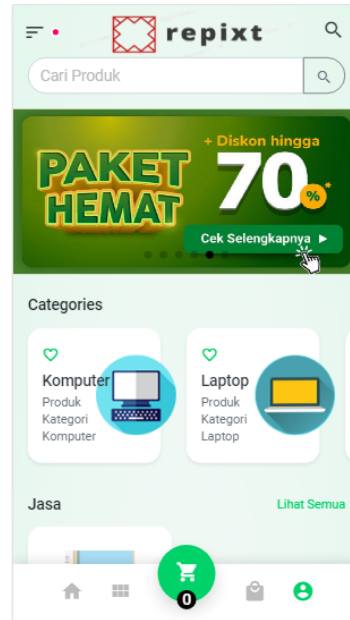 repixt
Cari Produk
+ Diskon hingga
PAKET
HEMAT
70%*
Cek Selengkapnya ▶
Categories
Komputer
Produk
Kategori
Komputer
Laptop
Produk
Kategori
Laptop
Jasa
Lihat Semua
0